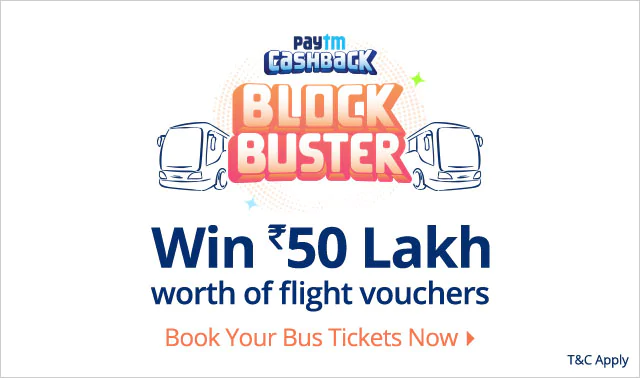 paytm
CASHBACK
BLOCK
BUSTER
Win ₹50 Lakh
worth of flight vouchers
Book Your Bus Tickets Now
T&C Apply